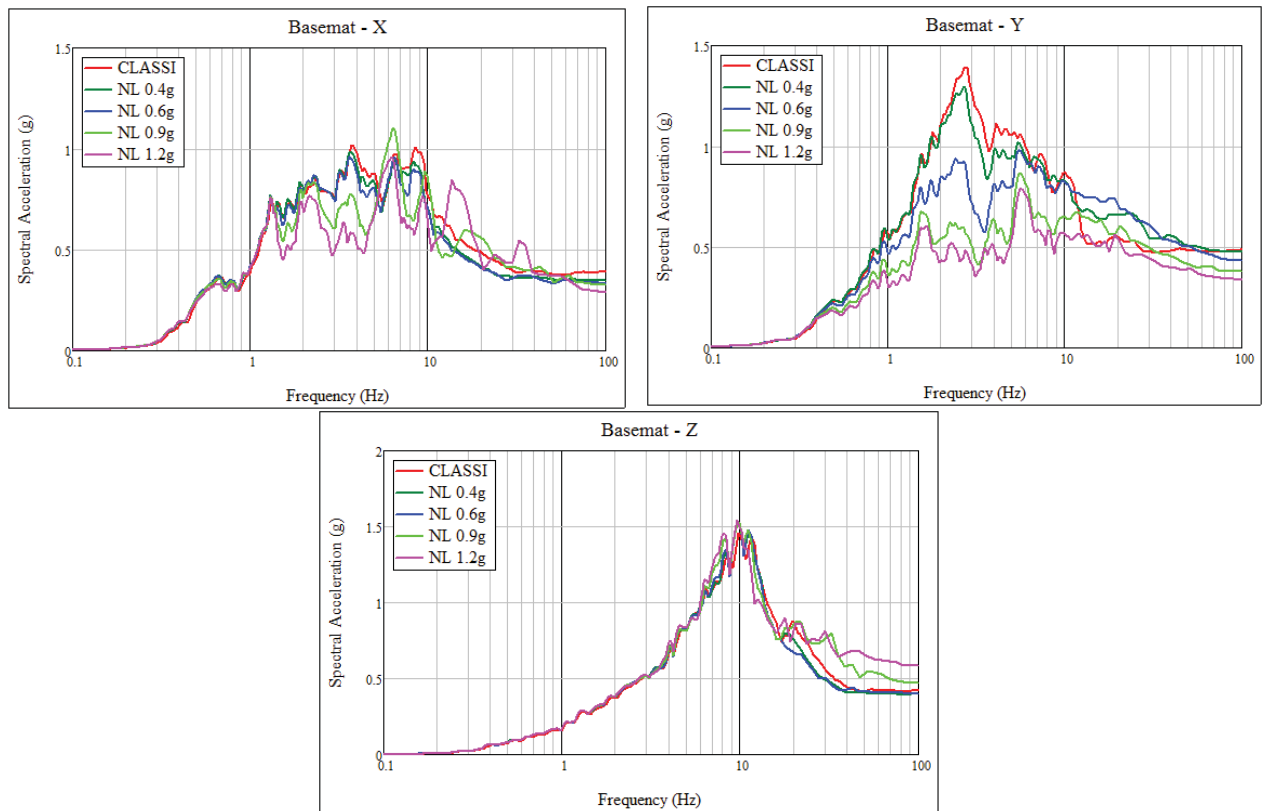 Basemat - X
1.5
1
0.5
0
Spectral Acceleration (g)
CLASSI
NL 0.4g
NL 0.6g
NL 0.9g
NL 1.2g
0.1
1
10
100
Frequency (Hz)
Basemat - Y
1.5
1
0.5
0
Spectral Acceleration (g)
CLASSI
NL 0.4g
NL 0.6g
NL 0.9g
NL 1.2g
0.1
1
10
100
Frequency (Hz)
Basemat - Z
2
1.5
1
0.5
0
Spectral Acceleration (g)
CLASSI
NL 0.4g
NL 0.6g
NL 0.9g
NL 1.2g
0.1
1
10
100
Frequency (Hz)